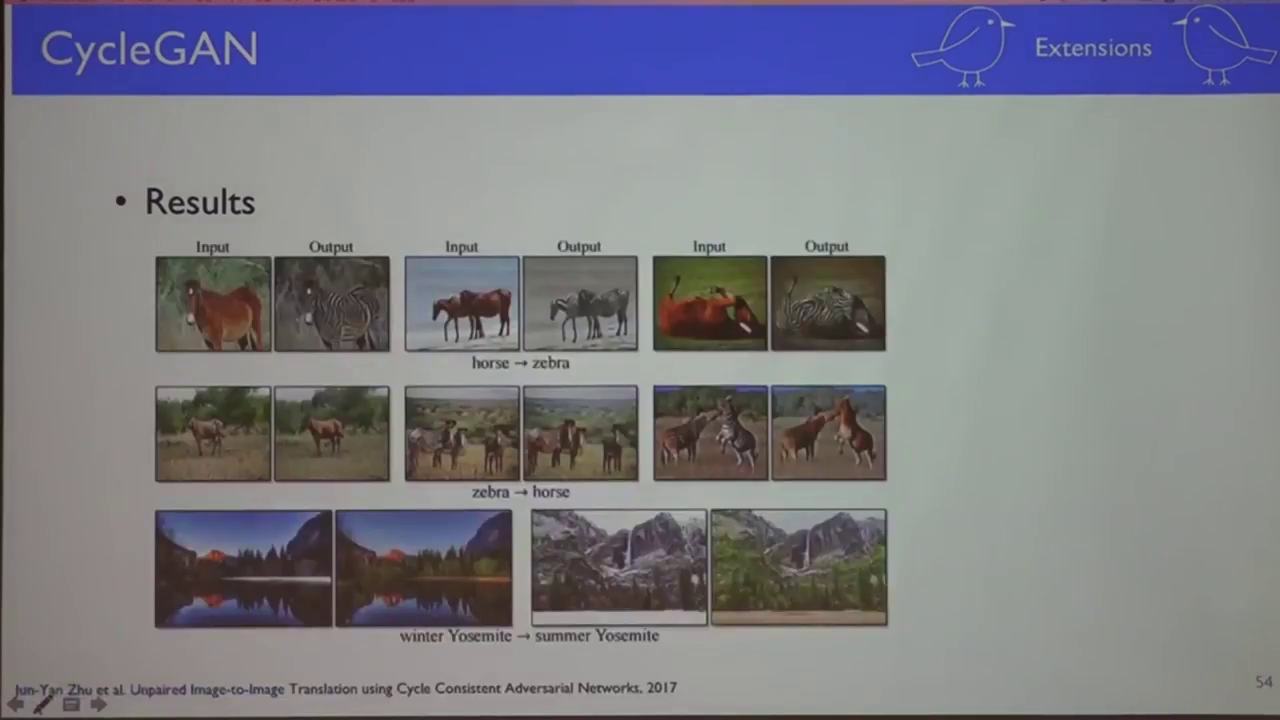 CycleGAN
Extensions
• Results
Input Output Input Output Input Output
horse → zebra
zebra → horse
winter Yosemite → summer Yosemite
Jun-Yan Zhu et al. Unpaired Image-to-Image Translation using Cycle Consistent Adversarial Networks, 2017
54